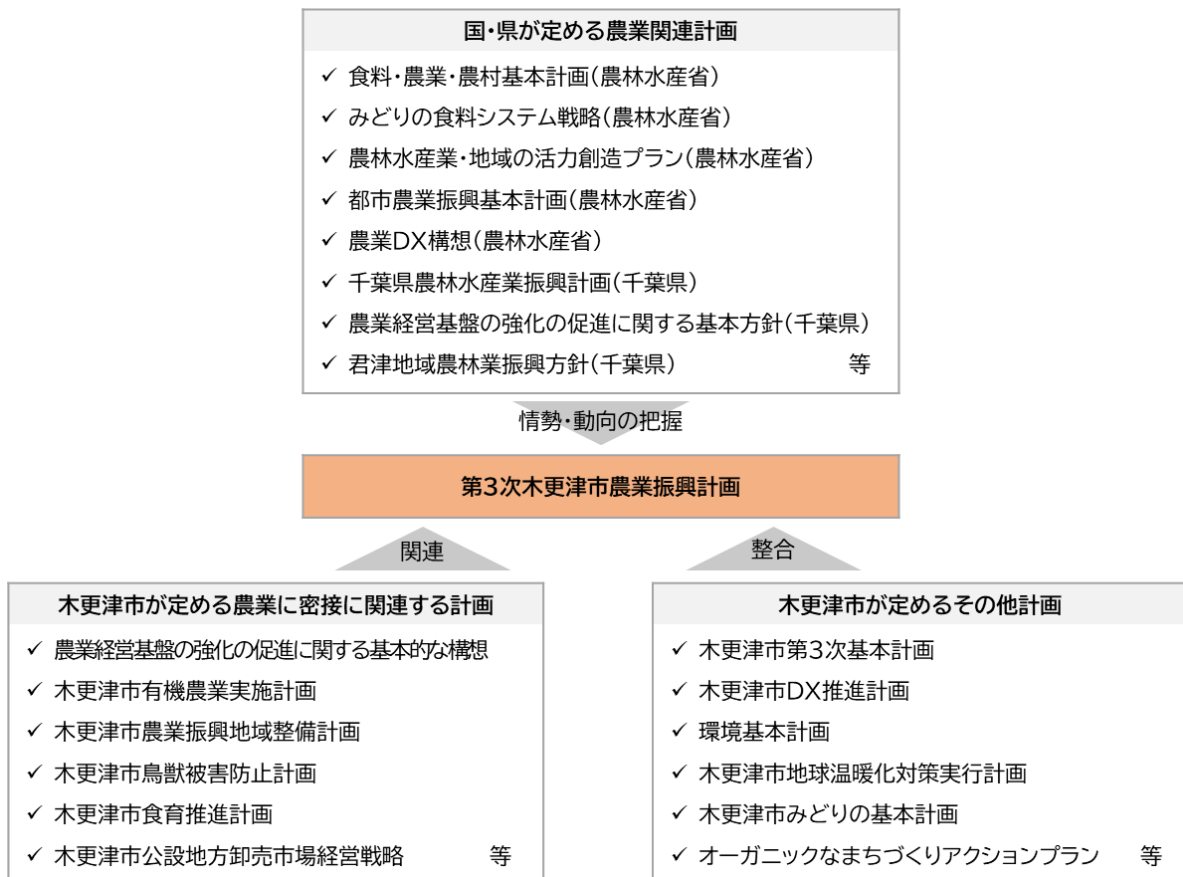 国・県が定める農業関連計画
✓ 食料・農業・農村基本計画(農林水産省)
✓ みどりの食料システム戦略(農林水産省)
✓ 農林水産業・地域の活力創造プラン(農林水産省)
✓ 都市農業振興基本計画(農林水産省)
✓ 農業DX構想(農林水産省)
✓ 千葉県農林水産業振興計画(千葉県)
✓ 農業経営基盤の強化の促進に関する基本方針(千葉県)
✓ 君津地域農林業振興方針(千葉県) 等
情勢・動向の把握
第3次木更津市農業振興計画
関連
整合
木更津市が定める農業に密接に関連する計画
✓ 農業経営基盤の強化の促進に関する基本的な構想
✓ 木更津市有機農業実施計画
✓ 木更津市農業振興地域整備計画
✓ 木更津市鳥獣被害防止計画
✓ 木更津市食育推進計画
✓ 木更津市公設地方卸売市場経営戦略 等
木更津市が定めるその他計画
✓ 木更津市第3次基本計画
✓ 木更津市DX推進計画
✓ 環境基本計画
✓ 木更津市地球温暖化対策実行計画
✓ 木更津市みどりの基本計画
✓ オーガニックなまちづくりアクションプラン 等